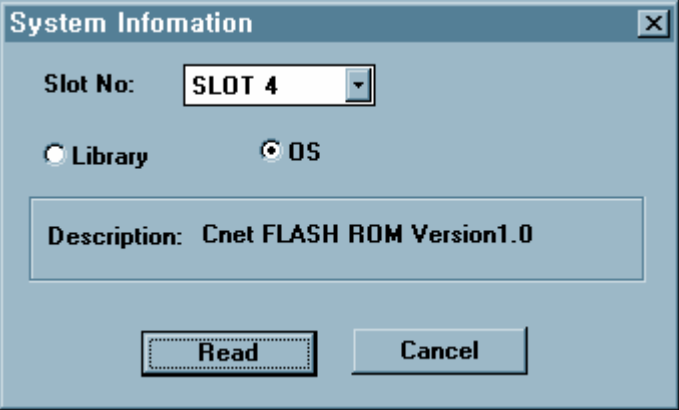 System Infomation
Slot No: SLOT 4
Library OS
Description: Cnet FLASH ROM Version1.0
Read Cancel